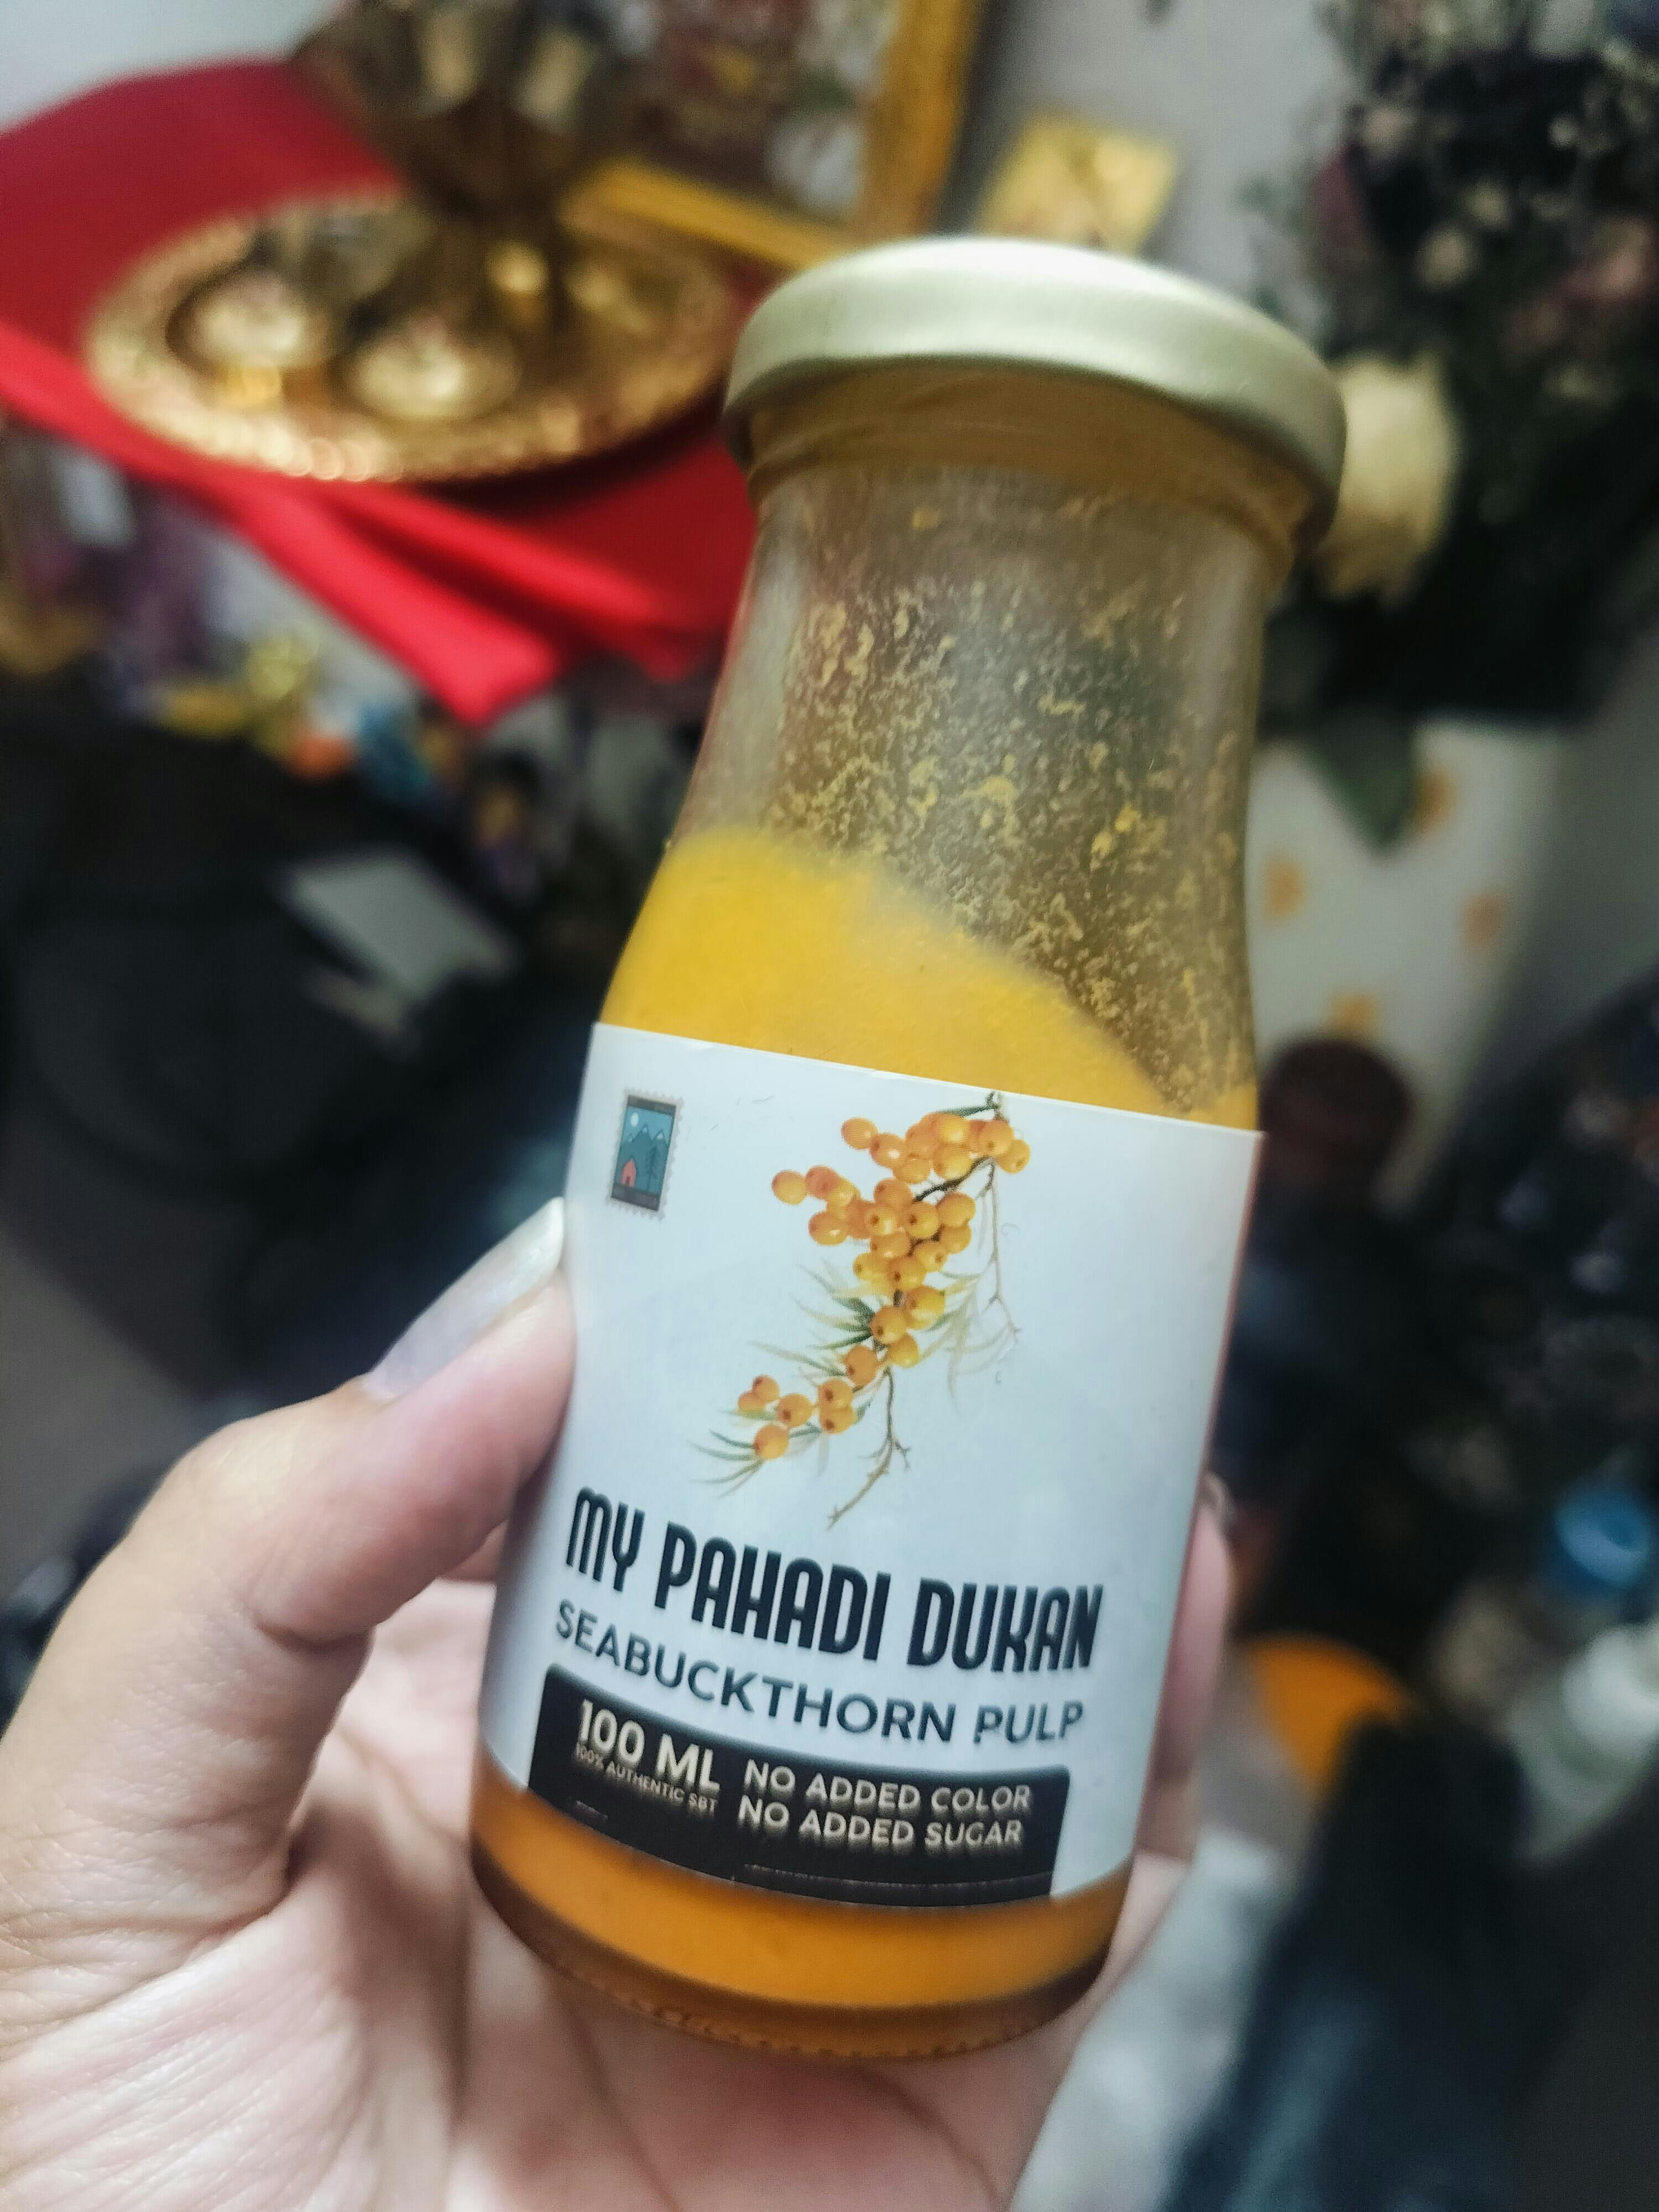 MY PAHADI DUKAN
SEABUCKTHORN PULP
100 ML
100% AUTHENTIC SBT
NO ADDED COLOR
NO ADDED SUGAR